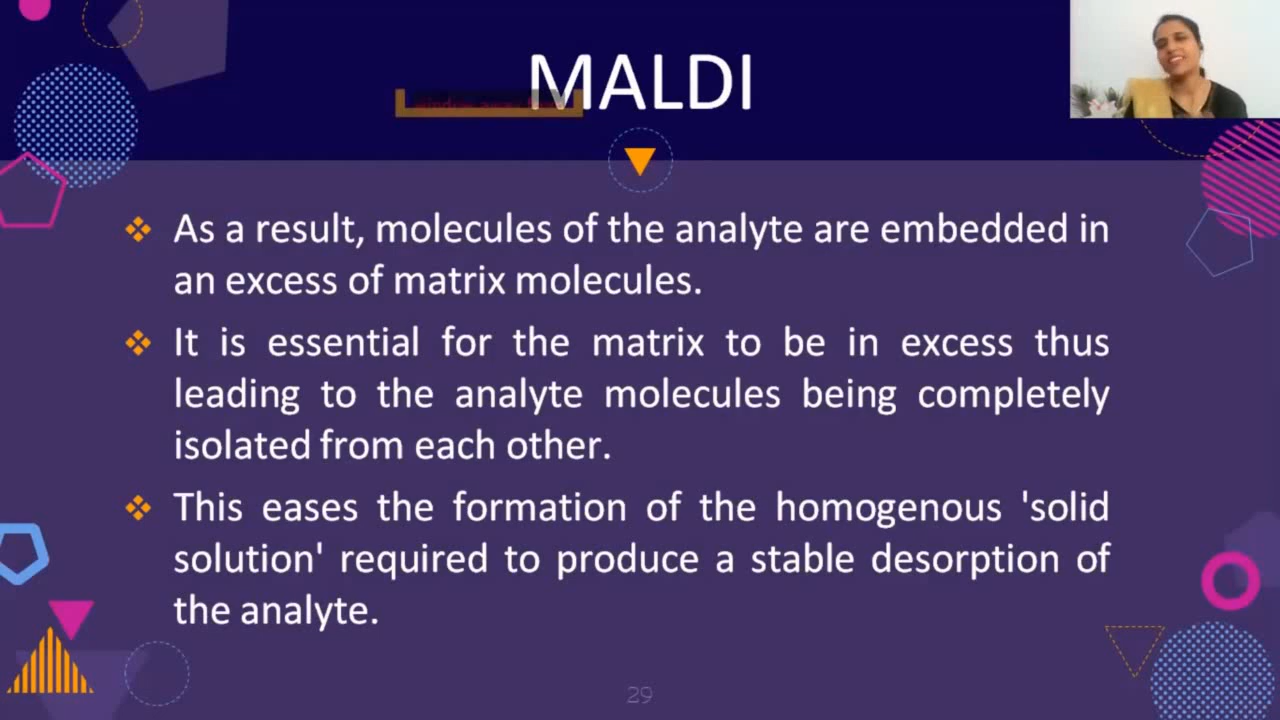 MALDI
❖ As a result, molecules of the analyte are embedded in
an excess of matrix molecules.
❖ It is essential for the matrix to be in excess thus
leading to the analyte molecules being completely
isolated from each other.
❖ This eases the formation of the homogenous 'solid
solution' required to produce a stable desorption of
the analyte.
29